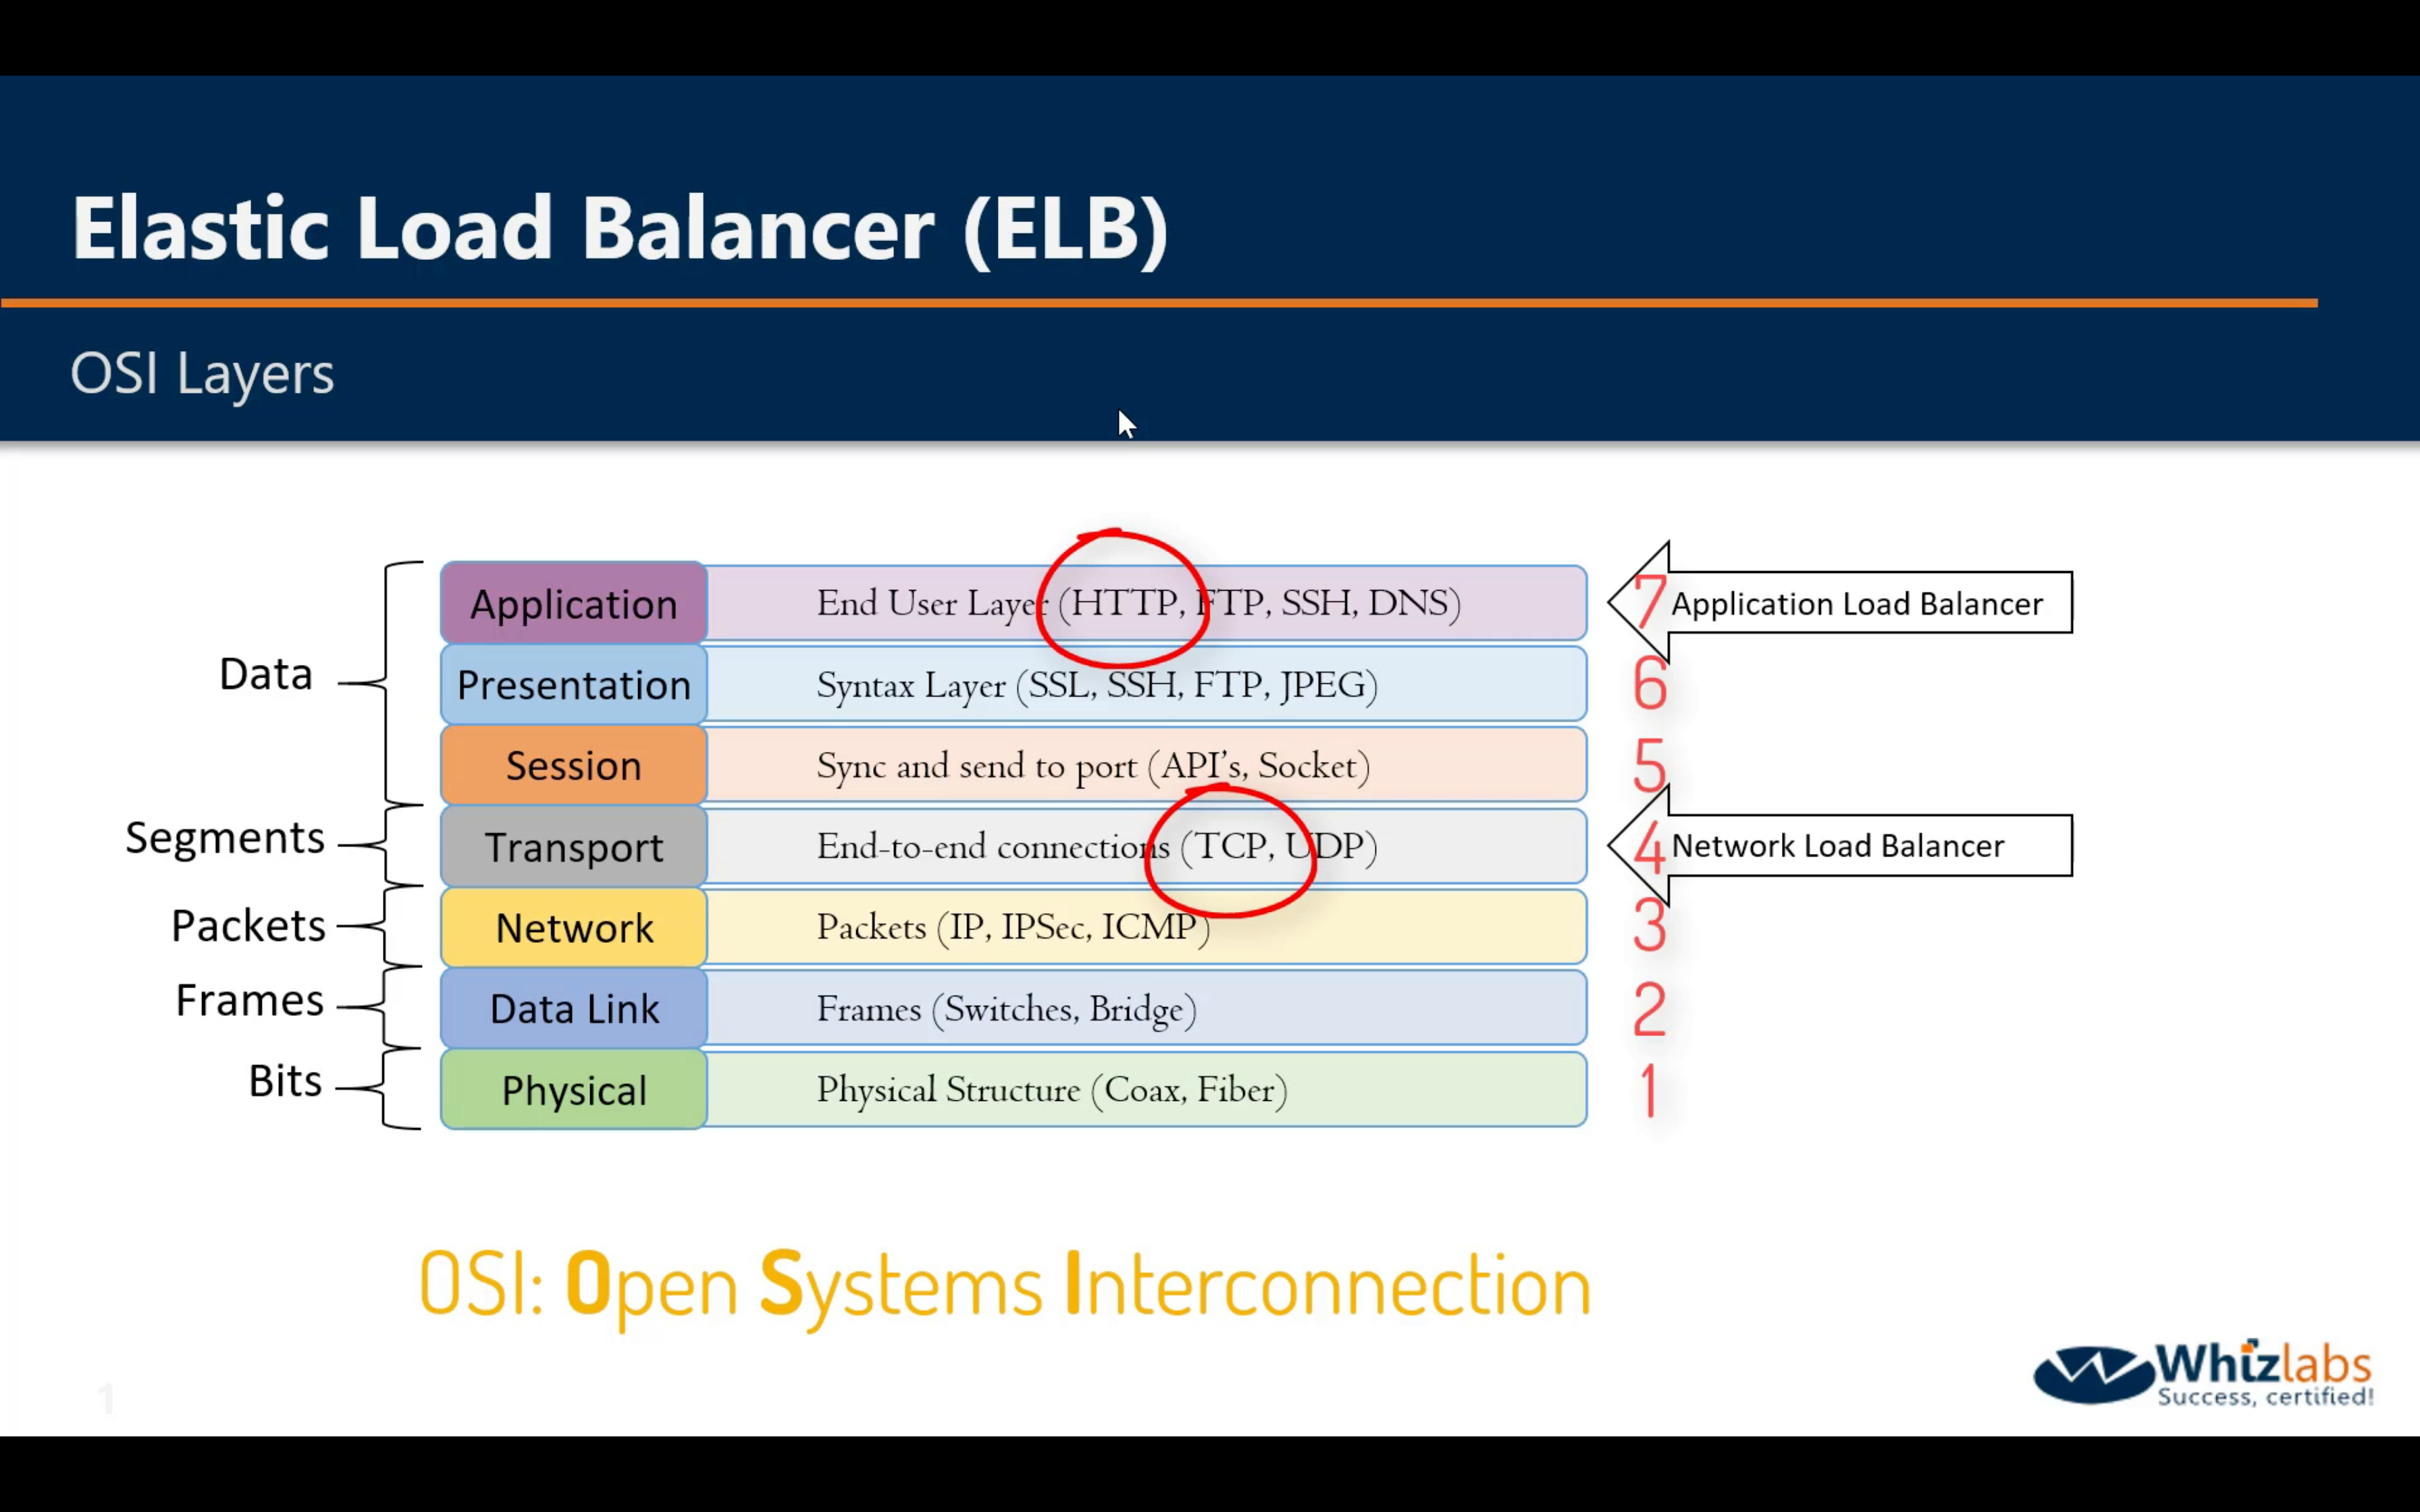 Elastic Load Balancer (ELB)
OSI Layers
Data
Application
End User Layer (HTTP, FTP, SSH, DNS)
7
Application Load Balancer
Presentation
Syntax Layer (SSL, SSH, FTP, JPEG)
6
Session
Sync and send to port (API's, Socket)
5
Segments
Transport
End-to-end connections (TCP, UDP)
4
Network Load Balancer
Packets
Network
Packets (IP, IPSec, ICMP)
3
Frames
Data Link
Frames (Switches, Bridge)
2
Bits
Physical
Physical Structure (Coax, Fiber)
1
OSI: Open Systems Interconnection
1
Whizlabs
Success, certified!